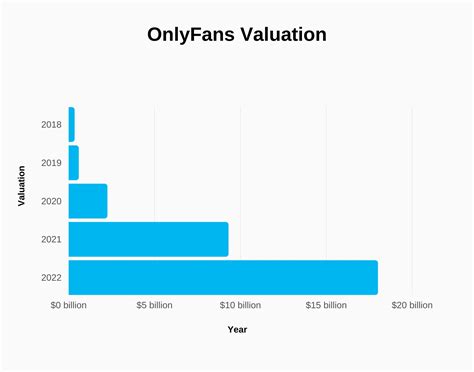 OnlyFans Valuation
Valuation
2018
2019
2020
2021
2022
$0 billion $5 billion $10 billion $15 billion $20 billion
Year